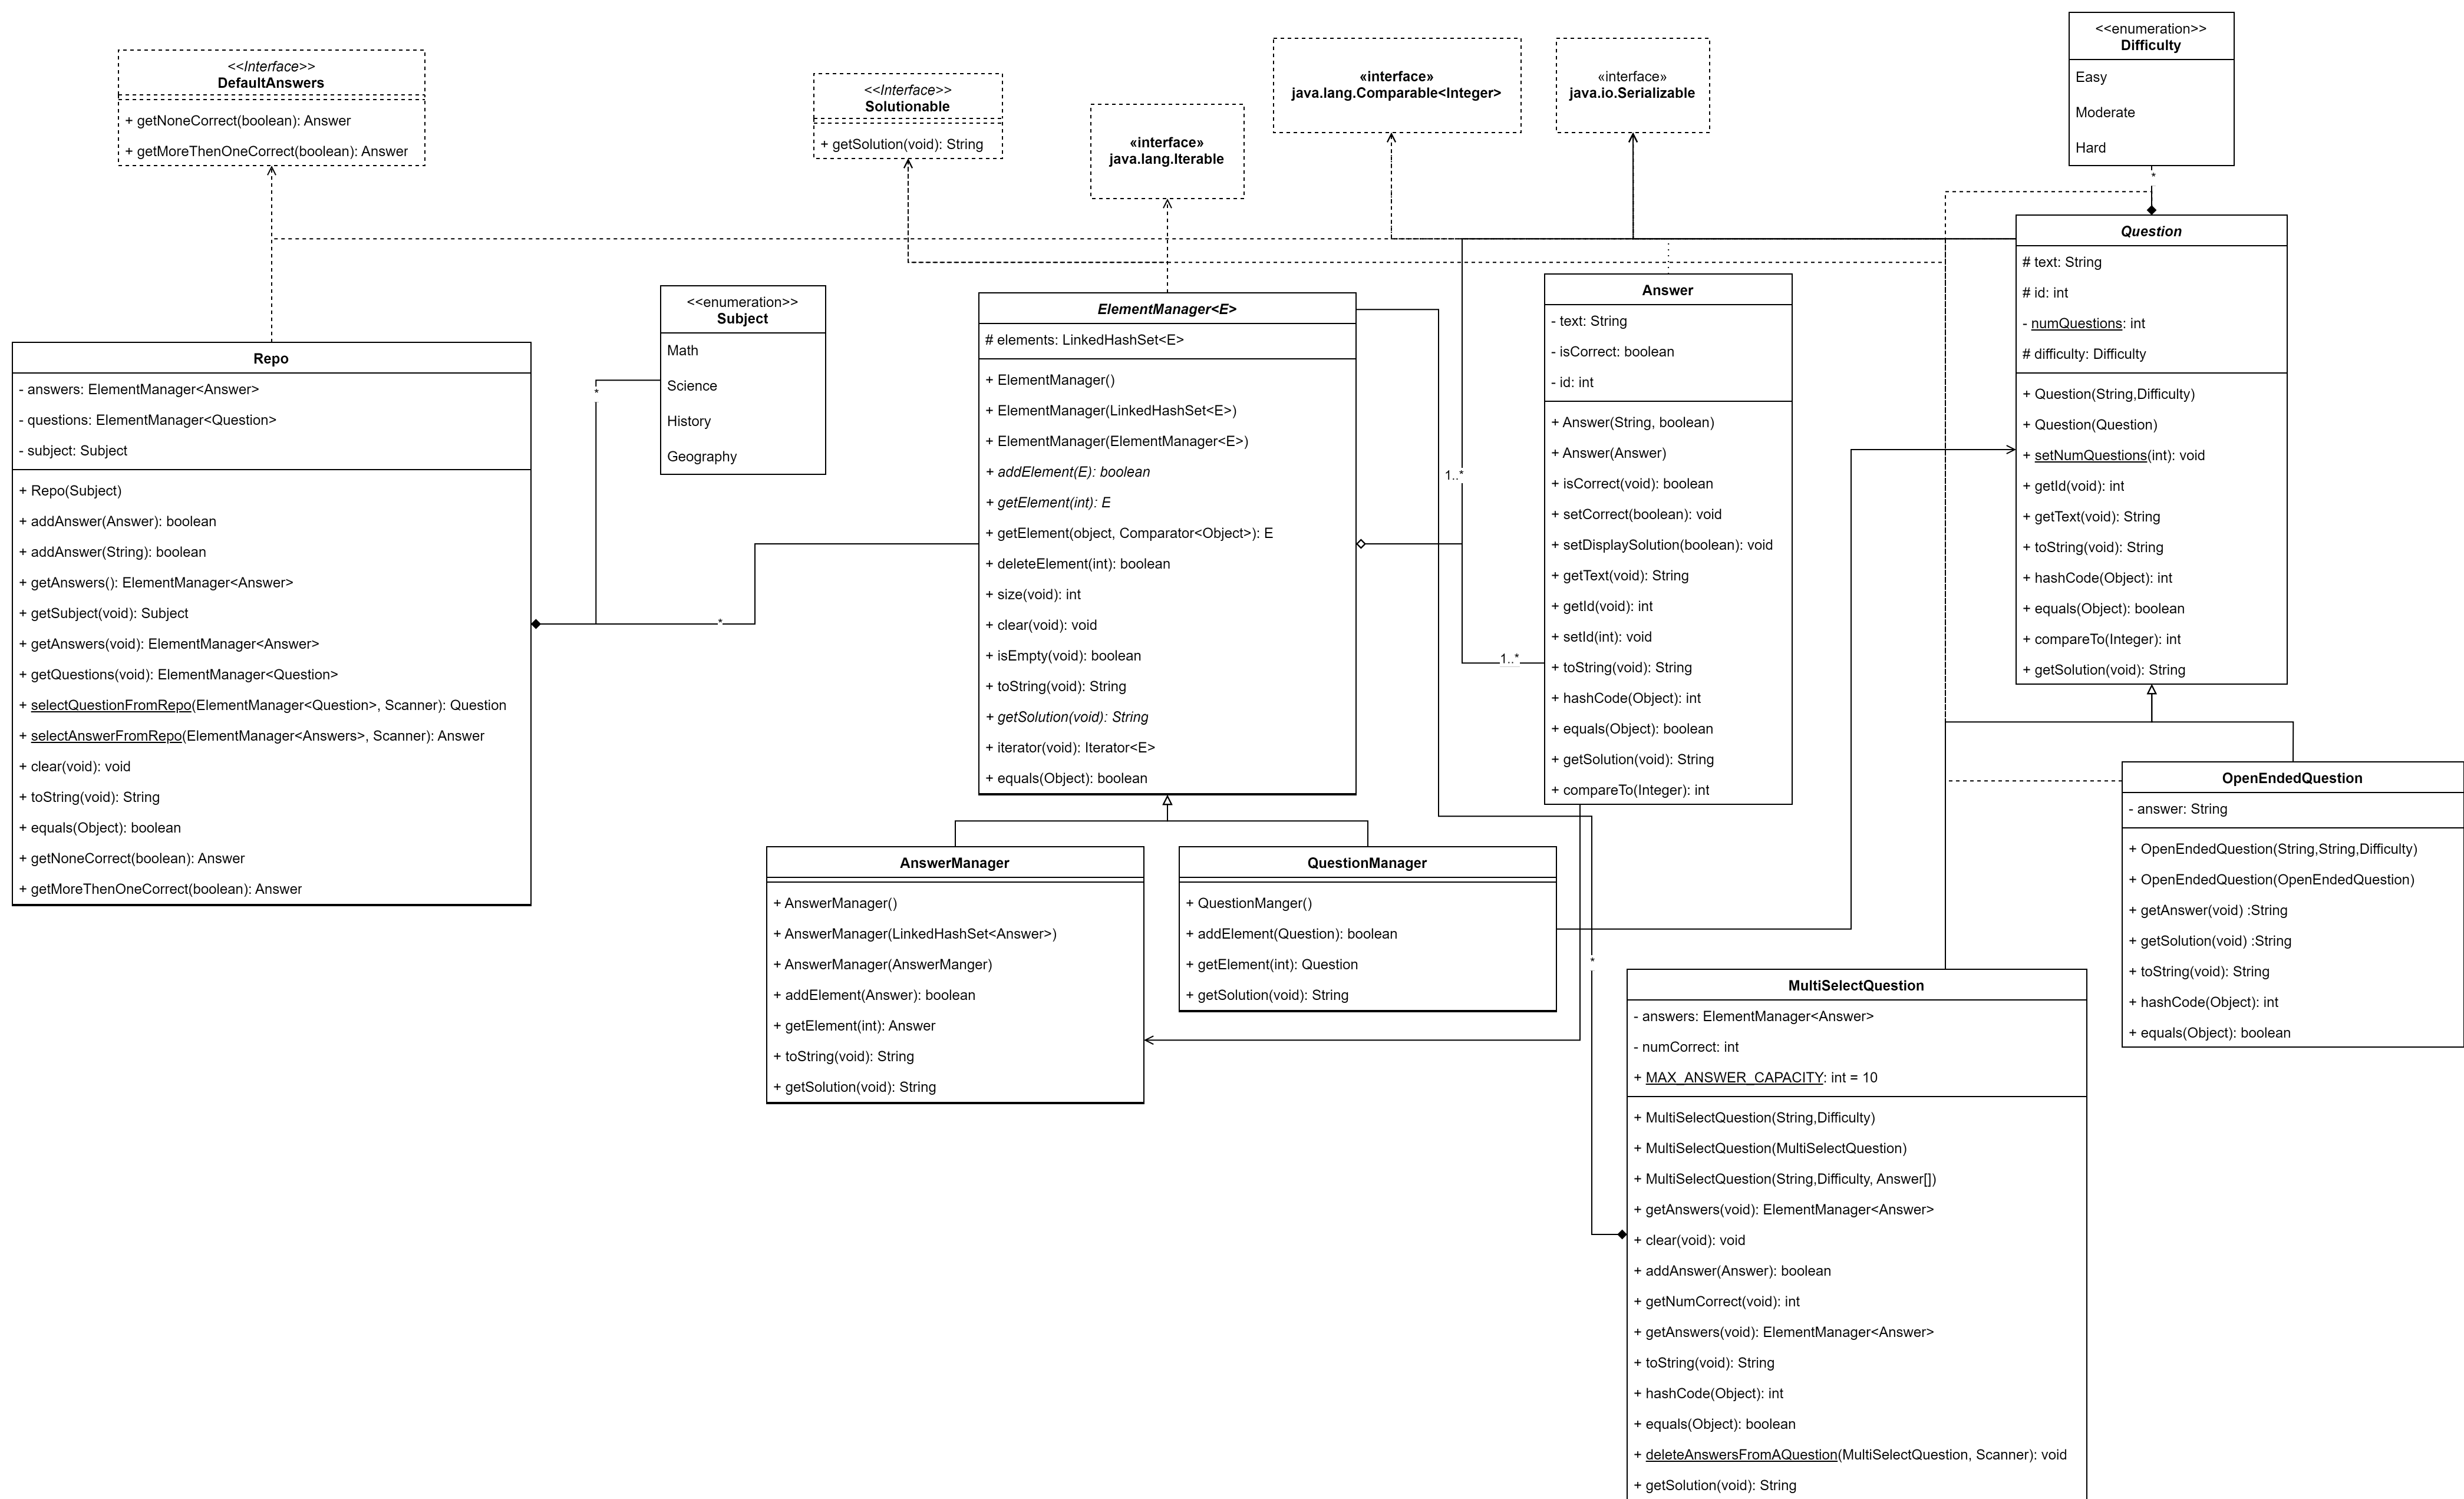 <<Interface>>
DefaultAnswers
+ getNoneCorrect(boolean): Answer
+ getMoreThenOneCorrect(boolean): Answer
<<Interface>>
Solutionable
+ getSolution(void): String
«interface»
java.lang.Iterable
«interface»
java.lang.Comparable<Integer>
«interface»
java.io.Serializable
<<enumeration>>
Difficulty
Easy
Moderate
Hard
*
Repo
- answers: ElementManager<Answer>
- questions: ElementManager<Question>
- subject: Subject
+ Repo(Subject)
+ addAnswer(Answer): boolean
+ addAnswer(String): boolean
+ getAnswers(): ElementManager<Answer>
+ getSubject(void): Subject
+ getAnswers(void): ElementManager<Answer>
+ getQuestions(void): ElementManager<Question>
+ selectQuestionFromRepo(ElementManager<Question>, Scanner): Question
+ selectAnswerFromRepo(ElementManager<Answers>, Scanner): Answer
+ clear(void): void
+ toString(void): String
+ equals(Object): boolean
+ getNoneCorrect(boolean): Answer
+ getMoreThenOneCorrect(boolean): Answer
*
*
<<enumeration>>
Subject
Math
Science
History
Geography
ElementManager<E>
# elements: LinkedHashSet<E>
+ ElementManager()
+ ElementManager(LinkedHashSet<E>)
+ ElementManager(ElementManager<E>)
+ addElement(E): boolean
+ getElement(int): E
+ getElement(object, Comparator<Object>): E
+ deleteElement(int): boolean
+ size(void): int
+ clear(void): void
+ isEmpty(void): boolean
+ toString(void): String
+ getSolution(void): String
+ iterator(void): Iterator<E>
+ equals(Object): boolean
1..*
1..*
Answer
- text: String
- isCorrect: boolean
- id: int
+ Answer(String, boolean)
+ Answer(Answer)
+ isCorrect(void): boolean
+ setCorrect(boolean): void
+ setDisplaySolution(boolean): void
+ getText(void): String
+ getId(void): int
+ setId(int): void
+ toString(void): String
+ hashCode(Object): int
+ equals(Object): boolean
+ getSolution(void): String
+ compareTo(Integer): int
Question
# text: String
# id: int
- numQuestions: int
# difficulty: Difficulty
+ Question(String,Difficulty)
+ Question(Question)
+ setNumQuestions(int): void
+ getId(void): int
+ getText(void): String
+ toString(void): String
+ hashCode(Object): int
+ equals(Object): boolean
+ compareTo(Integer): int
+ getSolution(void): String
AnswerManager
+ AnswerManager()
+ AnswerManager(LinkedHashSet<Answer>)
+ AnswerManager(AnswerManger)
+ addElement(Answer): boolean
+ getElement(int): Answer
+ toString(void): String
+ getSolution(void): String
QuestionManager
+ QuestionManger()
+ addElement(Question): boolean
+ getElement(int): Question
+ getSolution(void): String
*
OpenEndedQuestion
- answer: String
+ OpenEndedQuestion(String,String,Difficulty)
+ OpenEndedQuestion(OpenEndedQuestion)
+ getAnswer(void) :String
+ getSolution(void) :String
+ toString(void): String
+ hashCode(Object): int
+ equals(Object): boolean
MultiSelectQuestion
- answers: ElementManager<Answer>
- numCorrect: int
+ MAX_ANSWER_CAPACITY: int = 10
+ MultiSelectQuestion(String,Difficulty)
+ MultiSelectQuestion(MultiSelectQuestion)
+ MultiSelectQuestion(String,Difficulty, Answer[])
+ getAnswers(void): ElementManager<Answer>
+ clear(void): void
+ addAnswer(Answer): boolean
+ getNumCorrect(void): int
+ getAnswers(void): ElementManager<Answer>
+ toString(void): String
+ hashCode(Object): int
+ equals(Object): boolean
+ deleteAnswersFromAQuestion(MultiSelectQuestion, Scanner): void
+ getSolution(void): String